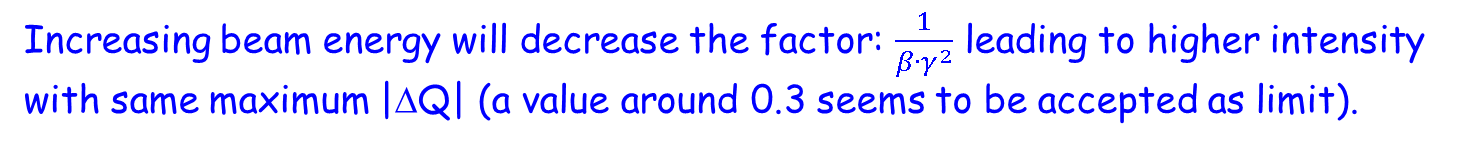 Increasing beam energy will decrease the factor: 1/(β·γ²) leading to higher intensity
with same maximum |ΔQ| (a value around 0.3 seems to be accepted as limit).